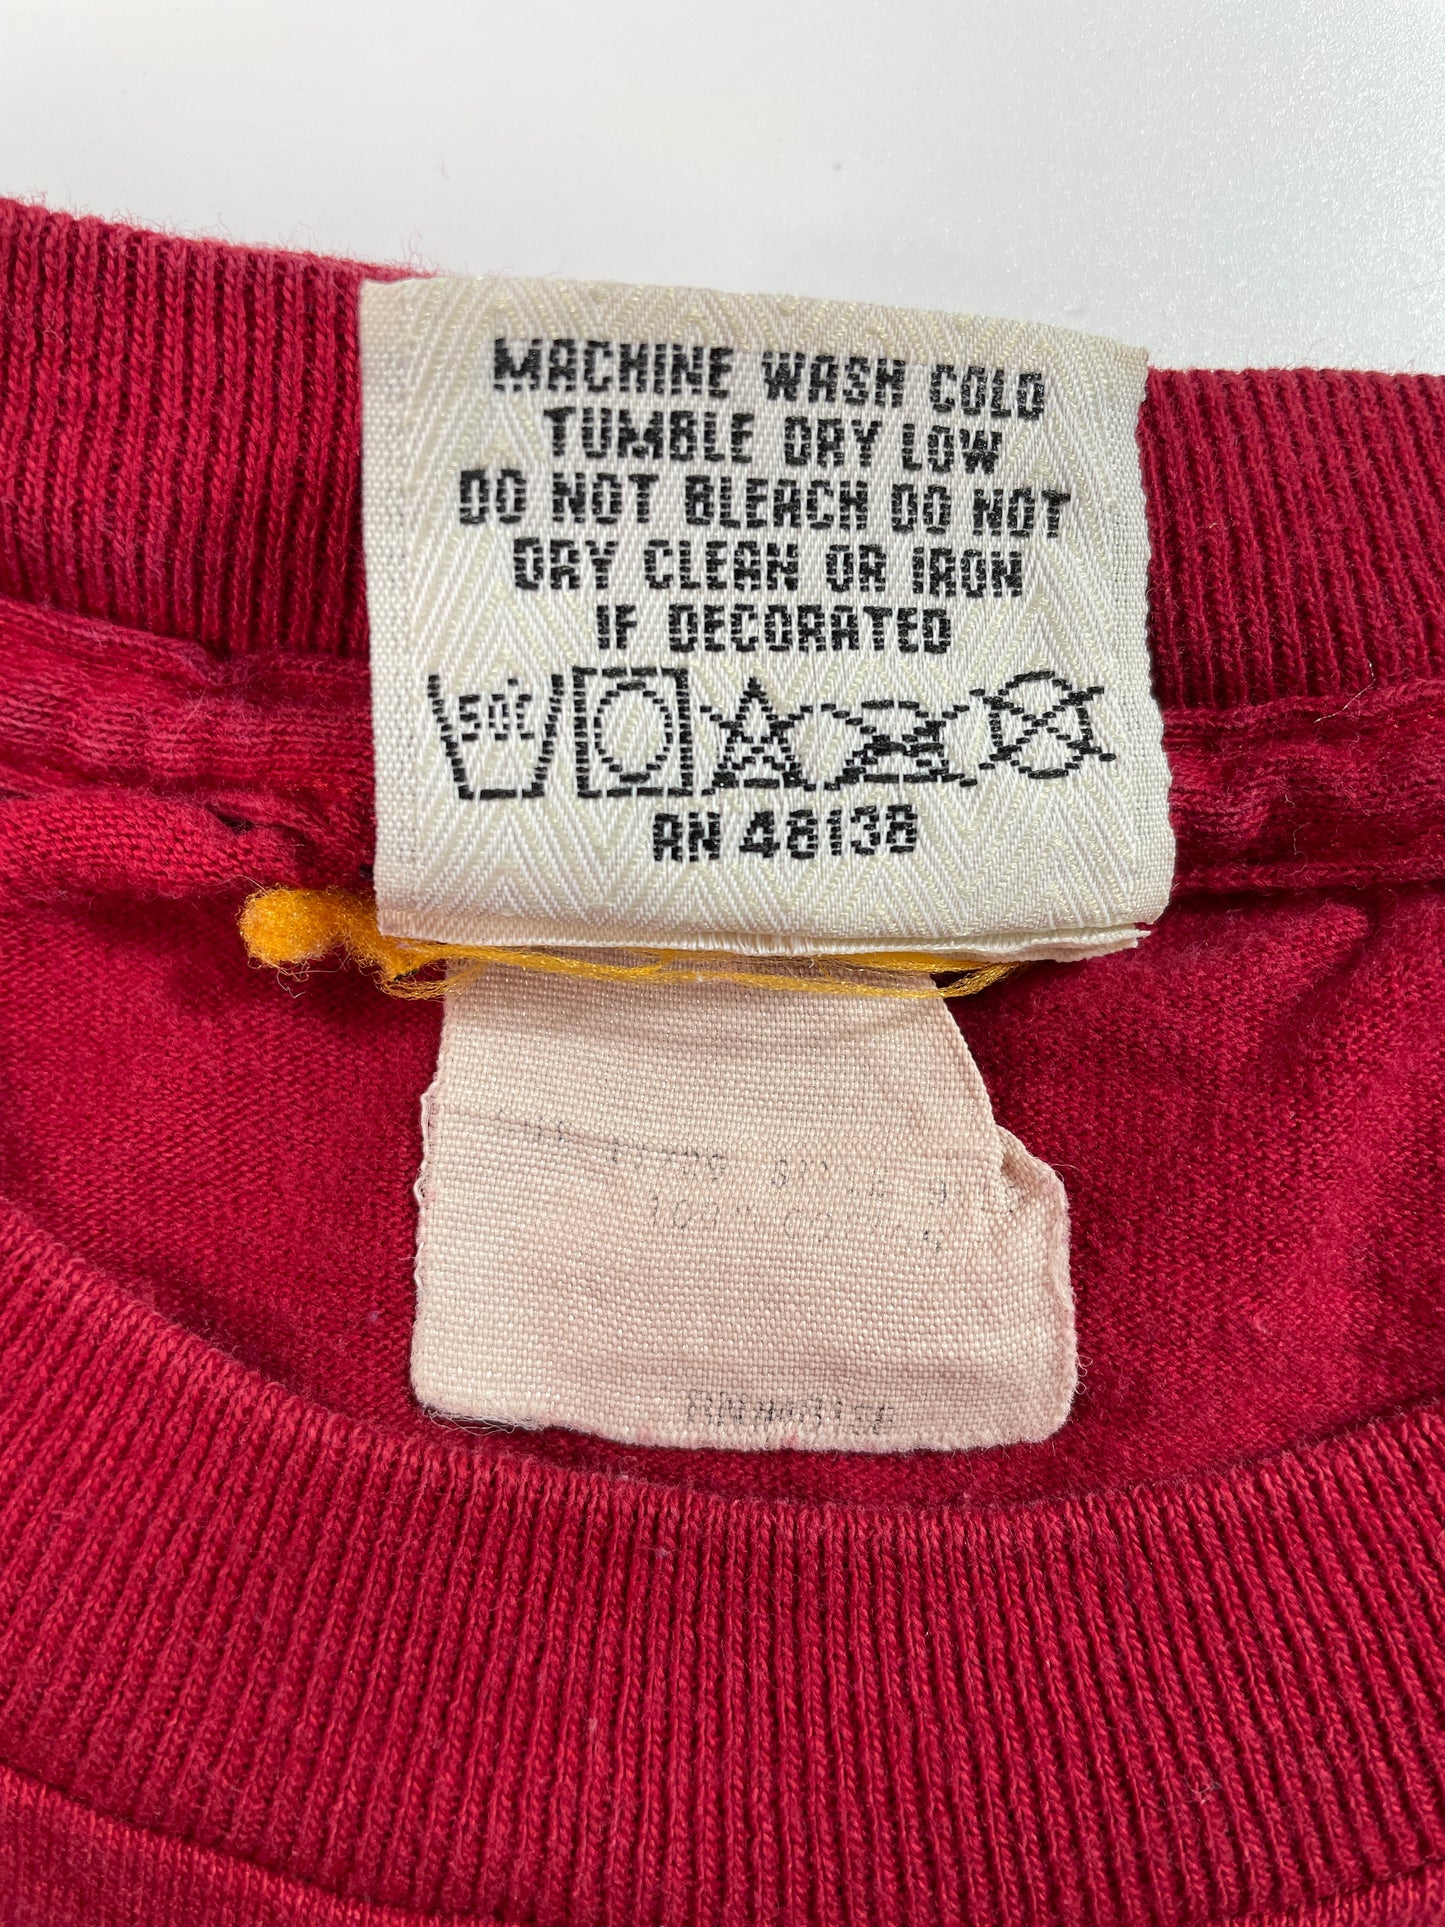 MACHINE WASH COLD
TUMBLE DRY LOW
DO NOT BLEACH DO NOT
DRY CLEAN OR IRON
IF DECORATED
50°C
RN 48138